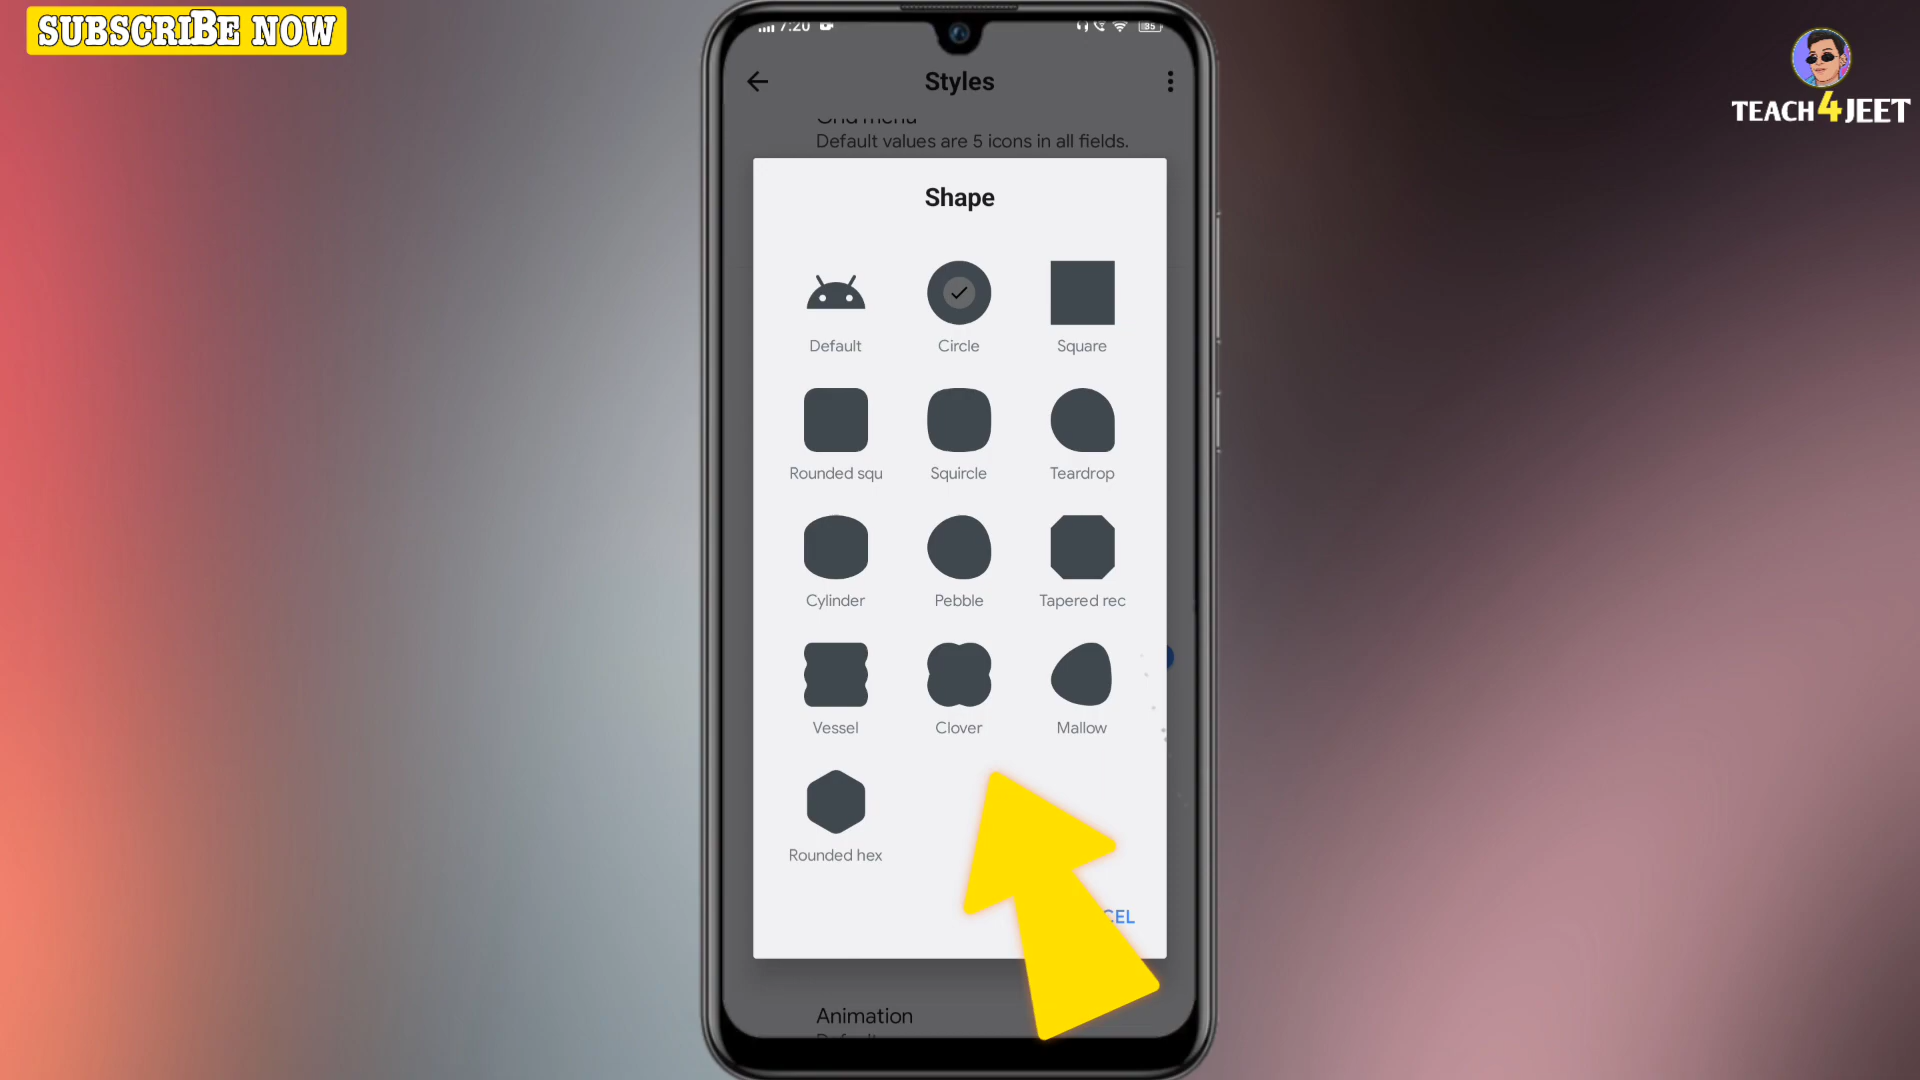 SUBSCRIBE NOW
TEACH4JEET
7:20
85
Styles
Grid menu
Default values are 5 icons in all fields.
Shape
Default
Circle
Square
Rounded squ
Squircle
Teardrop
Cylinder
Pebble
Tapered rec
Vessel
Clover
Mallow
Rounded hex
CEL
Animation